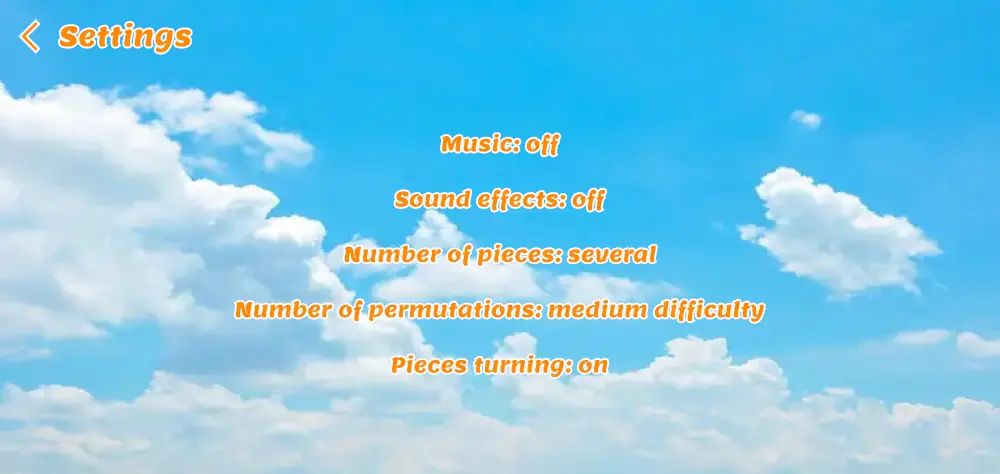 Settings
Music: off
Sound effects: off
Number of pieces: several
Number of permutations: medium difficulty
Pieces turning: on